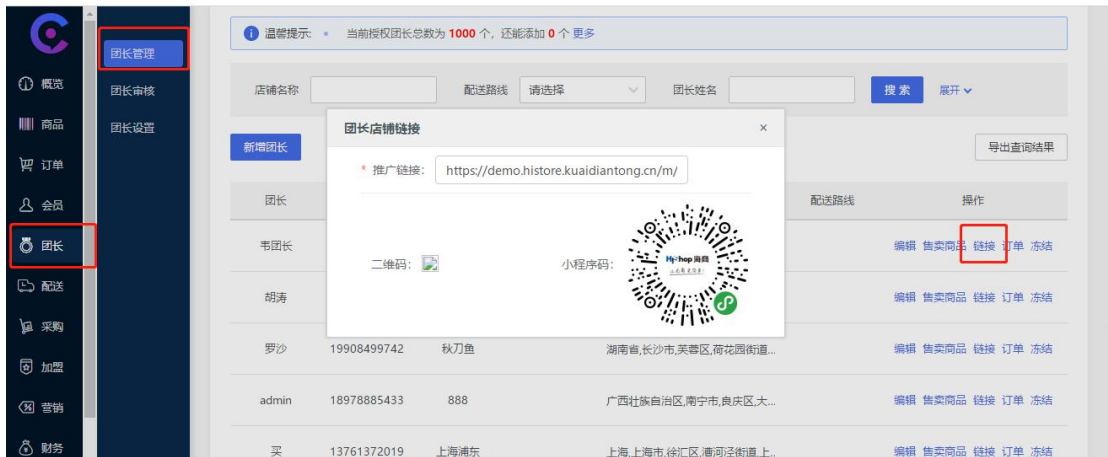 温馨提示: 当前授权团长总数为 1000 个，还能添加 0 个 更多
团长管理
团长审核
团长设置
概览
商品
订单
会员
团长
配送
采购
加盟
营销
财务
店铺名称 配送路线 请选择 团长姓名 搜索 展开
新增团长 导出查询结果
团长店铺链接 ×
* 推广链接: https://demo.histore.kuaidiantong.cn/m/
二维码: 小程序码:
HiShop海商
团长 配送路线 操作
韦团长 编辑 售卖商品 链接 订单 冻结
胡涛 编辑 售卖商品 链接 订单 冻结
罗沙 19908499742 秋刀鱼 湖南省,长沙市,芙蓉区,荷花园街道... 编辑 售卖商品 链接 订单 冻结
admin 18978885433 888 广西壮族自治区,南宁市,良庆区,大... 编辑 售卖商品 链接 订单 冻结
买 13761372019 上海浦东 上海,上海市,徐汇区,漕河泾街道,上... 编辑 售卖商品 链接 订单 冻结